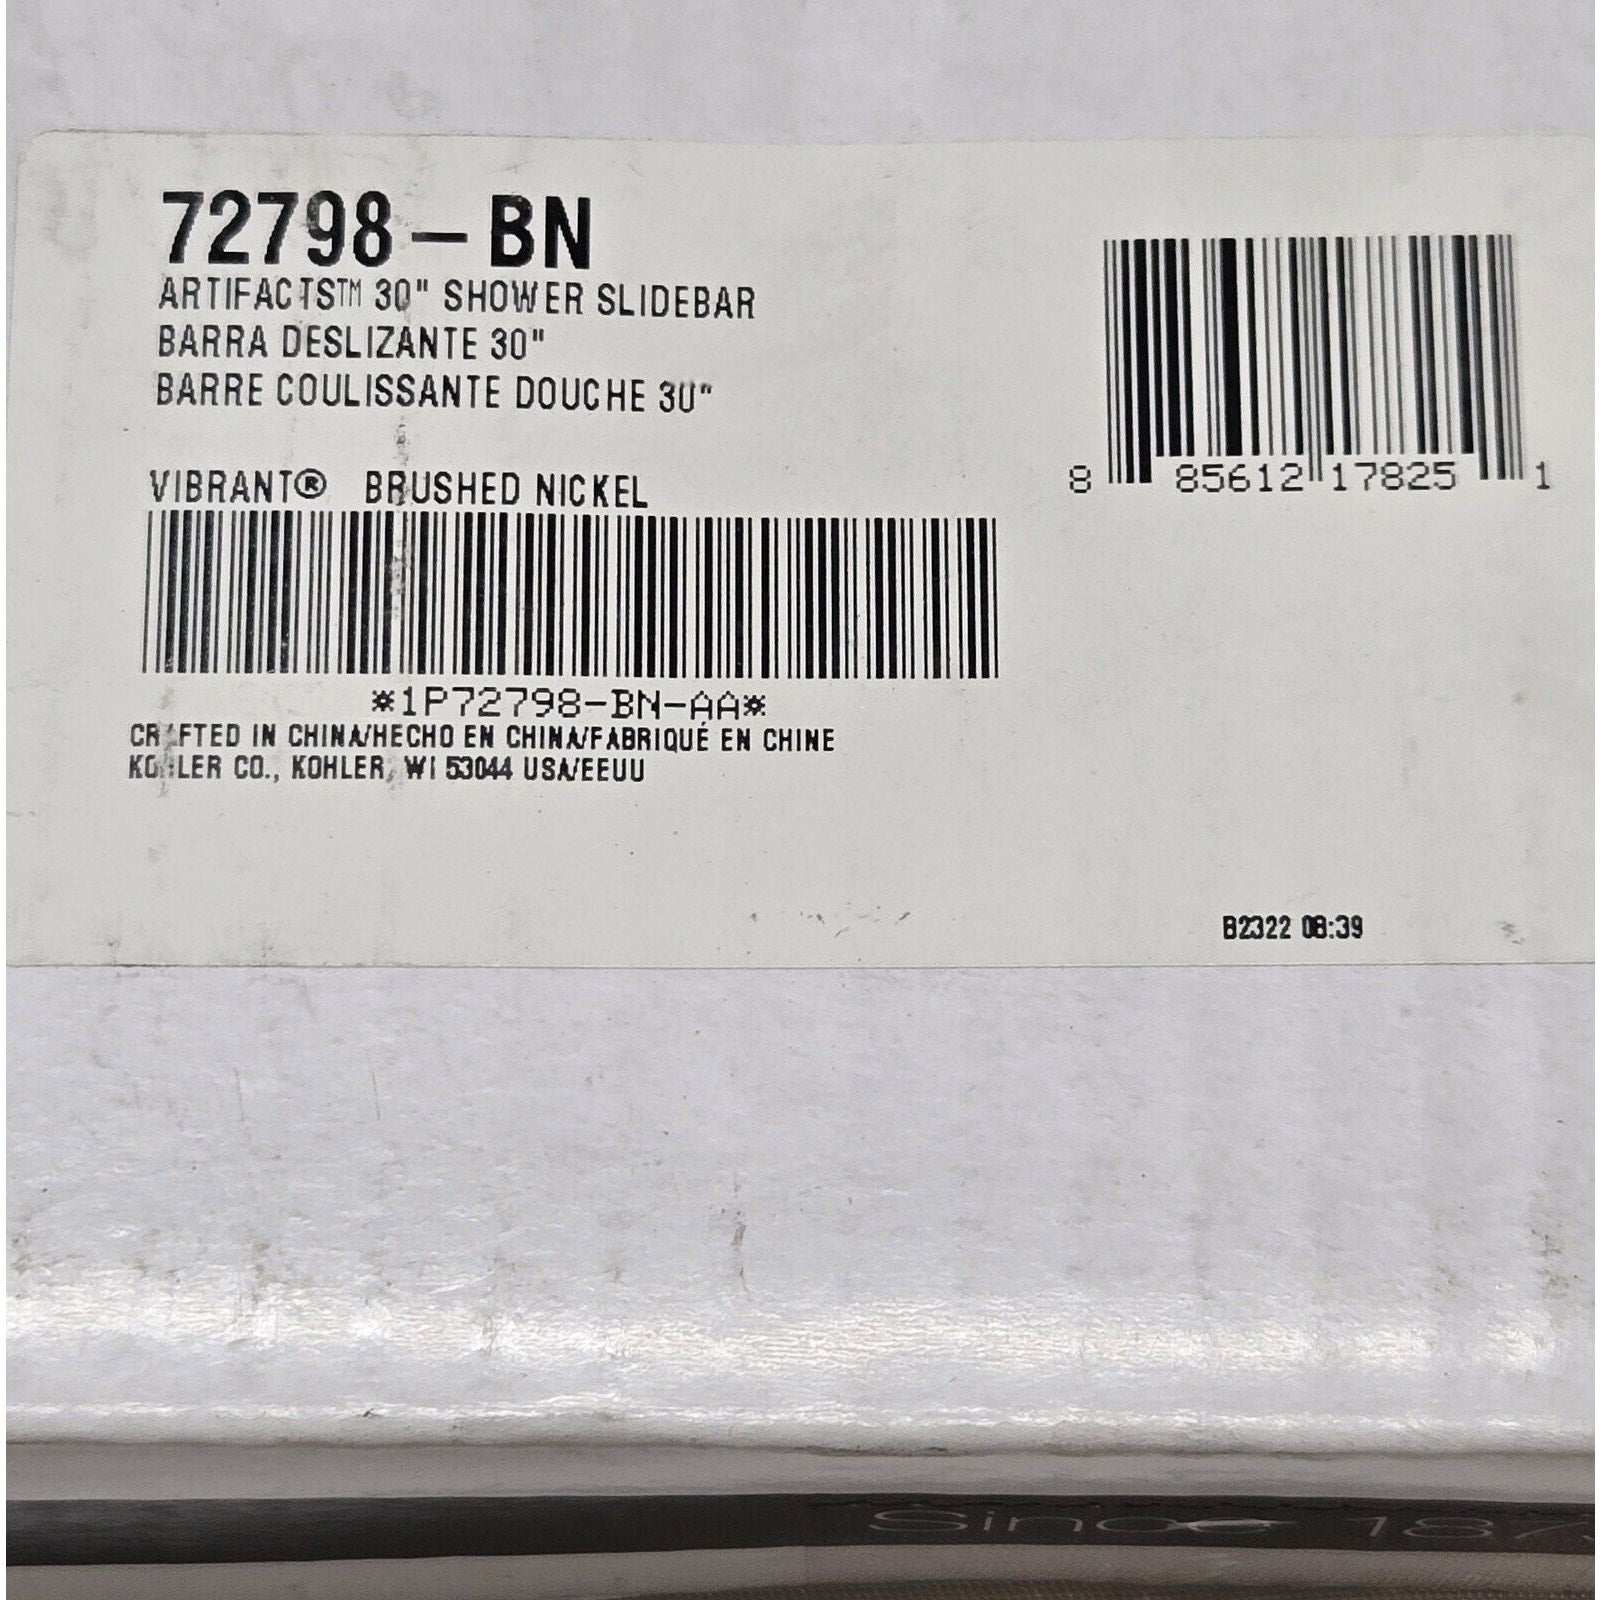 72798-BN
ARTIFACTS™ 30" SHOWER SLIDEBAR
BARRA DESLIZANTE 30"
BARRE COULISSANTE DOUCHE 30"
VIBRANT® BRUSHED NICKEL
*1P72798-BN-AA*
CRAFTED IN CHINA/HECHO EN CHINA/FABRIQUÉ EN CHINE
KOHLER CO., KOHLER, WI 53044 USA/EEUU
8 85612 17825 1
B2322 08:39
Since 1873